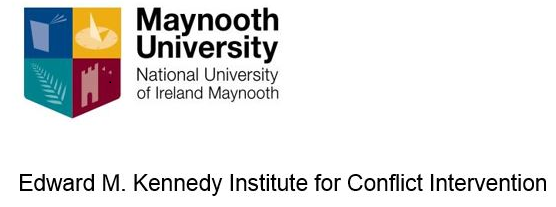 Maynooth
University
National University
of Ireland Maynooth
Edward M. Kennedy Institute for Conflict Intervention